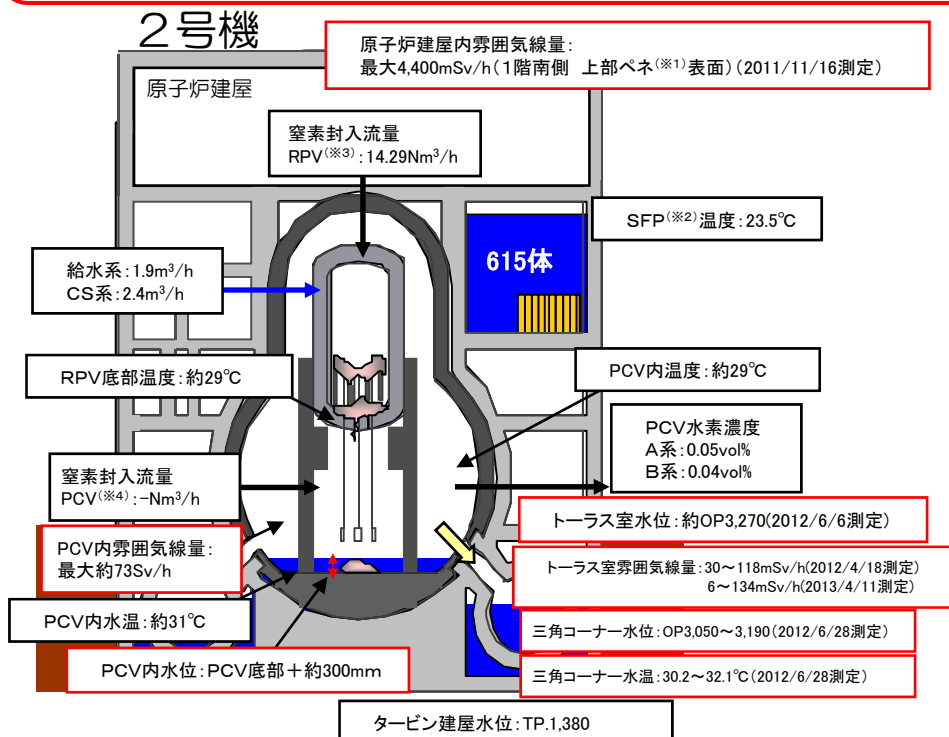 2号機
原子炉建屋内雰囲気線量：
最大4,400mSv/h（1階南側　上部ペネ(※1)表面）（2011/11/16測定）
原子炉建屋
窒素封入流量
RPV(※3)：14.29Nm3/h
SFP(※2)温度：23.5℃
615体
給水系：1.9m3/h
CS系：2.4m3/h
RPV底部温度：約29℃
PCV内温度：約29℃
PCV水素濃度
A系：0.05vol%
B系：0.04vol%
窒素封入流量
PCV(※4)：-Nm3/h
トーラス室水位：約OP3,270(2012/6/6測定)
PCV内雰囲気線量：
最大約73Sv/h
トーラス室雰囲気線量：30～118mSv/h(2012/4/18測定)
6～134mSv/h(2013/4/11測定)
PCV内水温：約31℃
三角コーナー水位：OP3,050～3,190（2012/6/28測定）
PCV内水位：PCV底部＋約300mm
三角コーナー水温：30.2～32.1℃（2012/6/28測定）
タービン建屋水位：TP.1,380